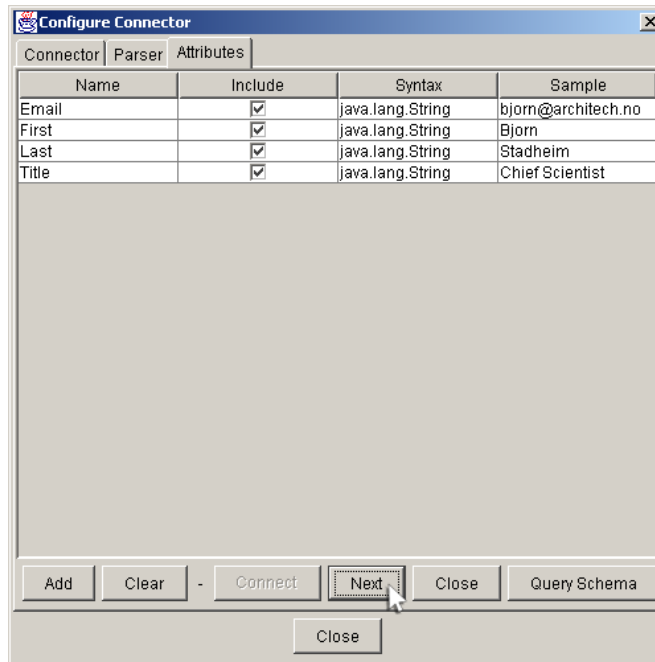 Configure Connector
Connector Parser Attributes
Name Include Syntax Sample
Email java.lang.String bjorn@architech.no
First java.lang.String Bjorn
Last java.lang.String Stadheim
Title java.lang.String Chief Scientist
Add Clear - Connect Next Close Query Schema
Close